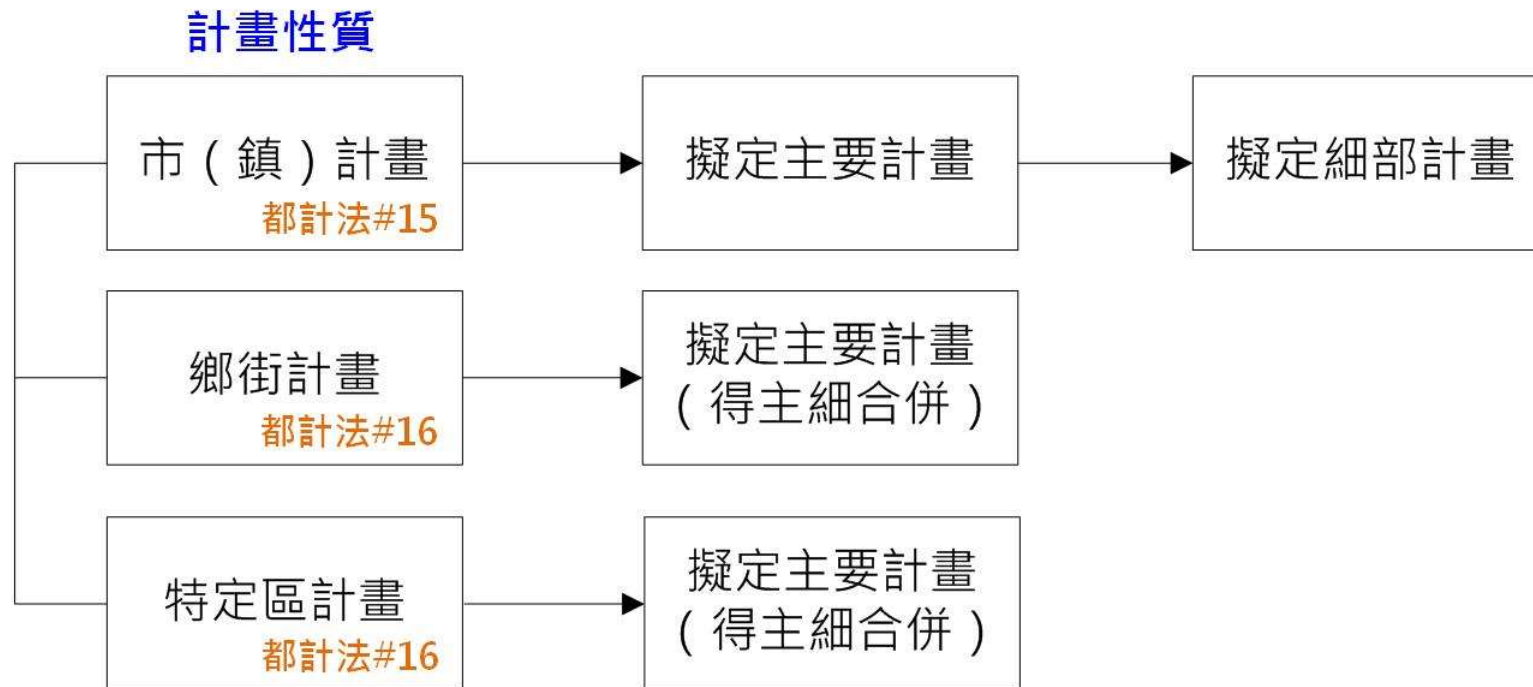 計畫性質
市（鎮）計畫
都計法#15
擬定主要計畫
擬定細部計畫
鄉街計畫
都計法#16
擬定主要計畫
（得主細合併）
特定區計畫
都計法#16
擬定主要計畫
（得主細合併）